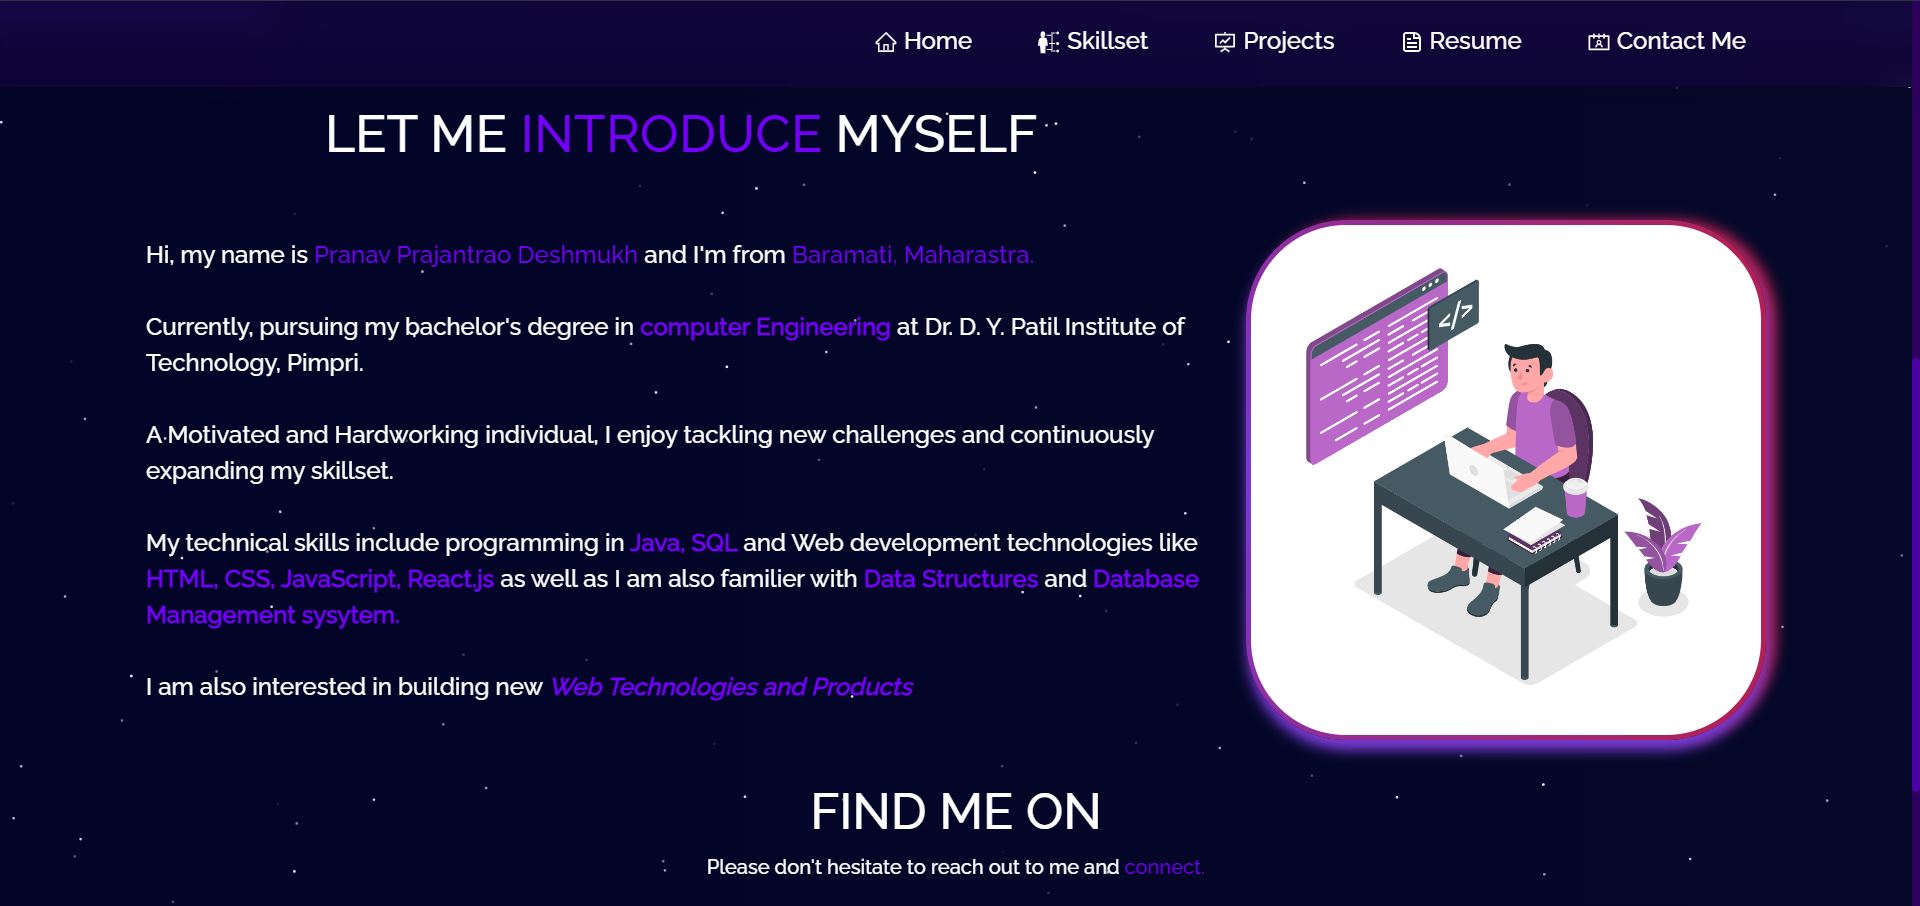 Home Skillset Projects Resume Contact Me
LET ME INTRODUCE MYSELF
Hi, my name is Pranav Prajantrao Deshmukh and I'm from Baramati, Maharastra.
Currently, pursuing my bachelor's degree in computer Engineering at Dr. D. Y. Patil Institute of
Technology, Pimpri.
A Motivated and Hardworking individual, I enjoy tackling new challenges and continuously
expanding my skillset.
My technical skills include programming in Java, SQL and Web development technologies like
HTML, CSS, JavaScript, React.js as well as I am also familier with Data Structures and Database
Management sysytem.
I am also interested in building new Web Technologies and Products
</>
FIND ME ON
Please don't hesitate to reach out to me and connect.